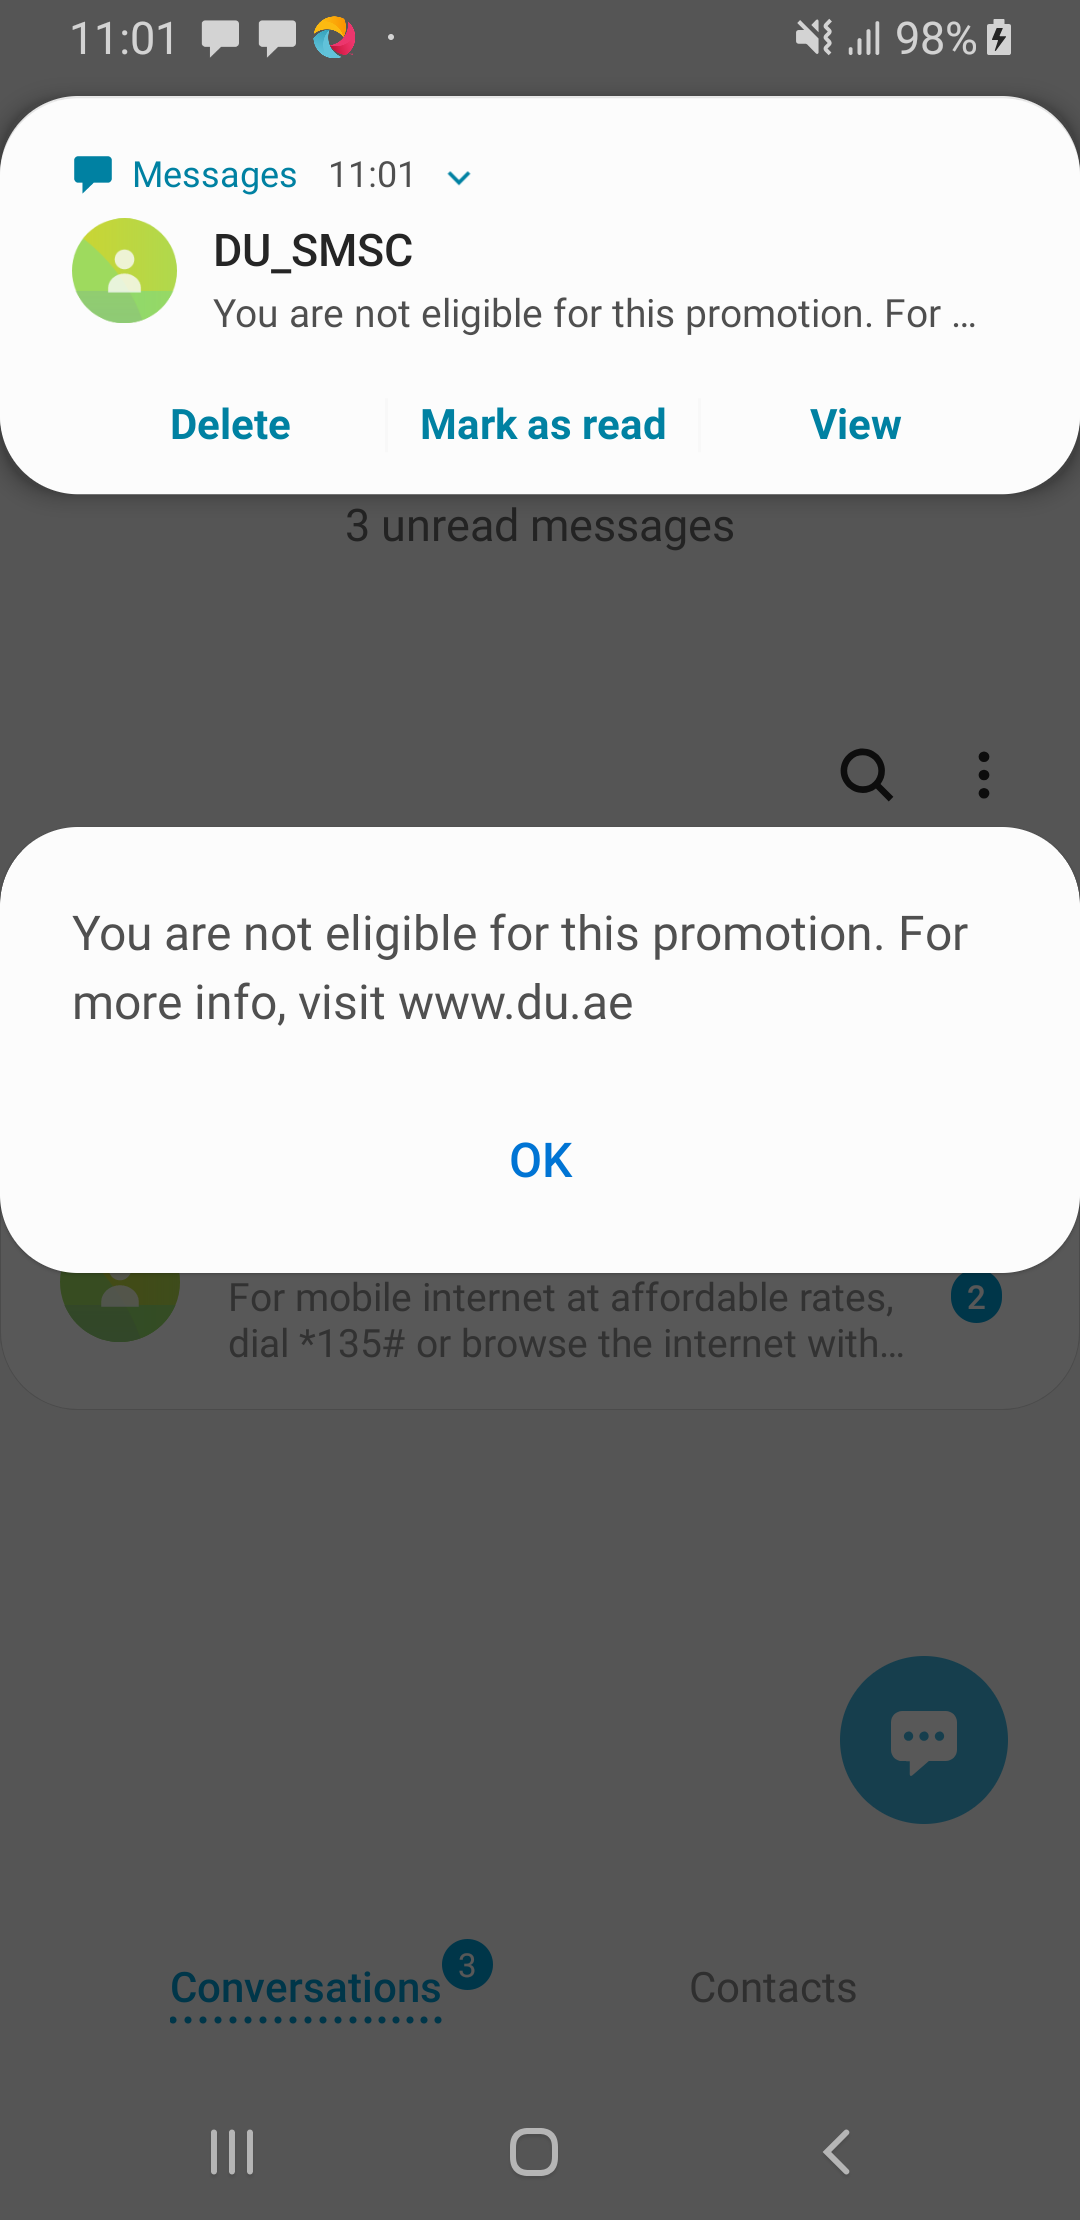 11:01 98%
Messages 11:01
DU_SMSC
You are not eligible for this promotion. For ...
Delete Mark as read View
3 unread messages
You are not eligible for this promotion. For
more info, visit www.du.ae
OK
For mobile internet at affordable rates, 2
dial *135# or browse the internet with...
Conversations 3 Contacts